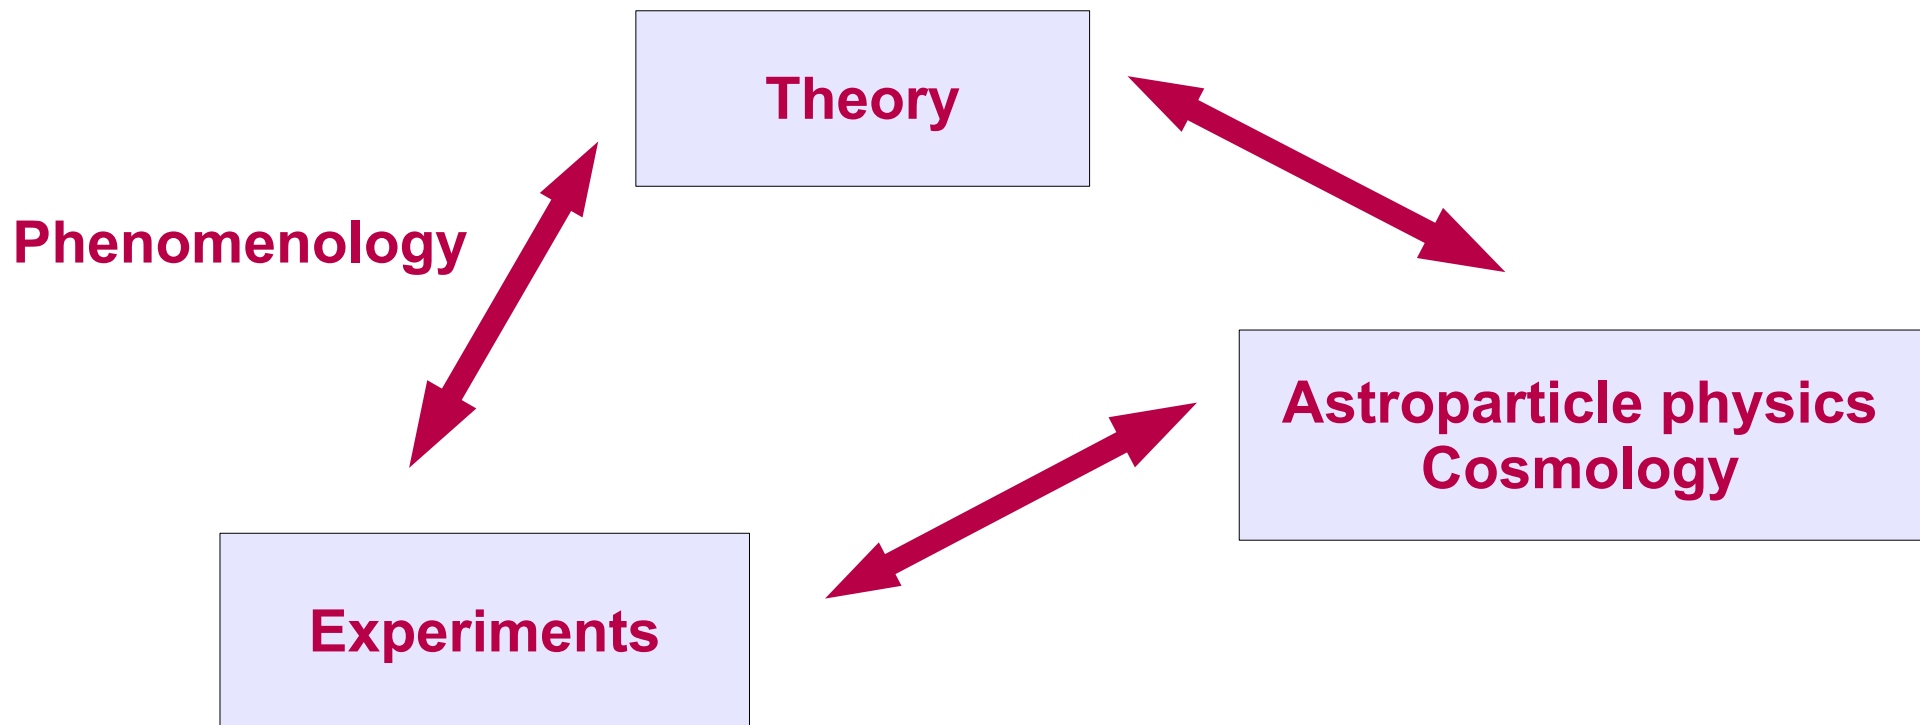 Theory
Phenomenology
Astroparticle physics
Cosmology
Experiments